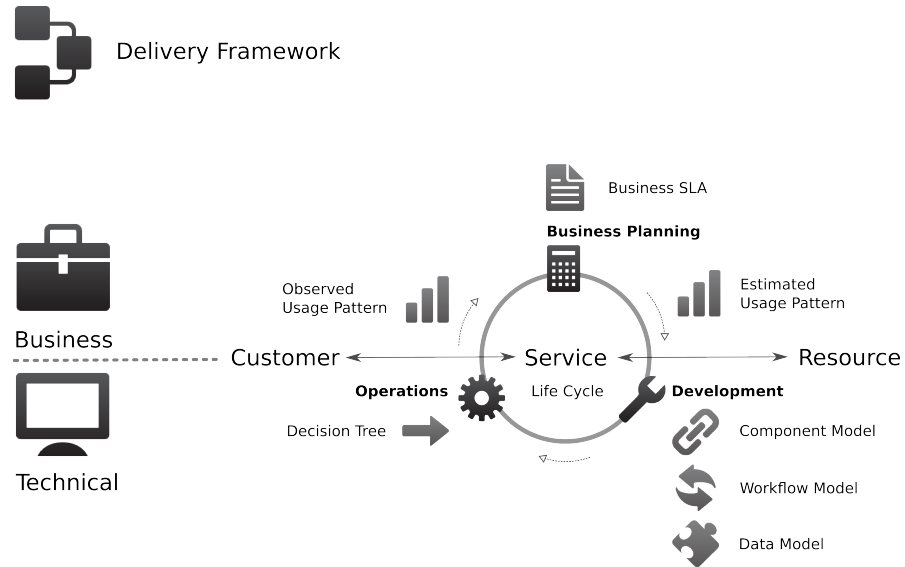 Delivery Framework
Business SLA
Business Planning
Observed
Usage Pattern
Estimated
Usage Pattern
Business
Customer
Service
Resource
Operations
Life Cycle
Development
Decision Tree
Component Model
Technical
Workflow Model
Data Model